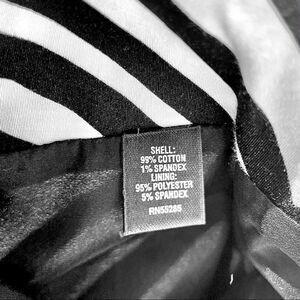 SHELL:
99% COTTON
1% SPANDEX
LINING:
95% POLYESTER
5% SPANDEX
RN55285